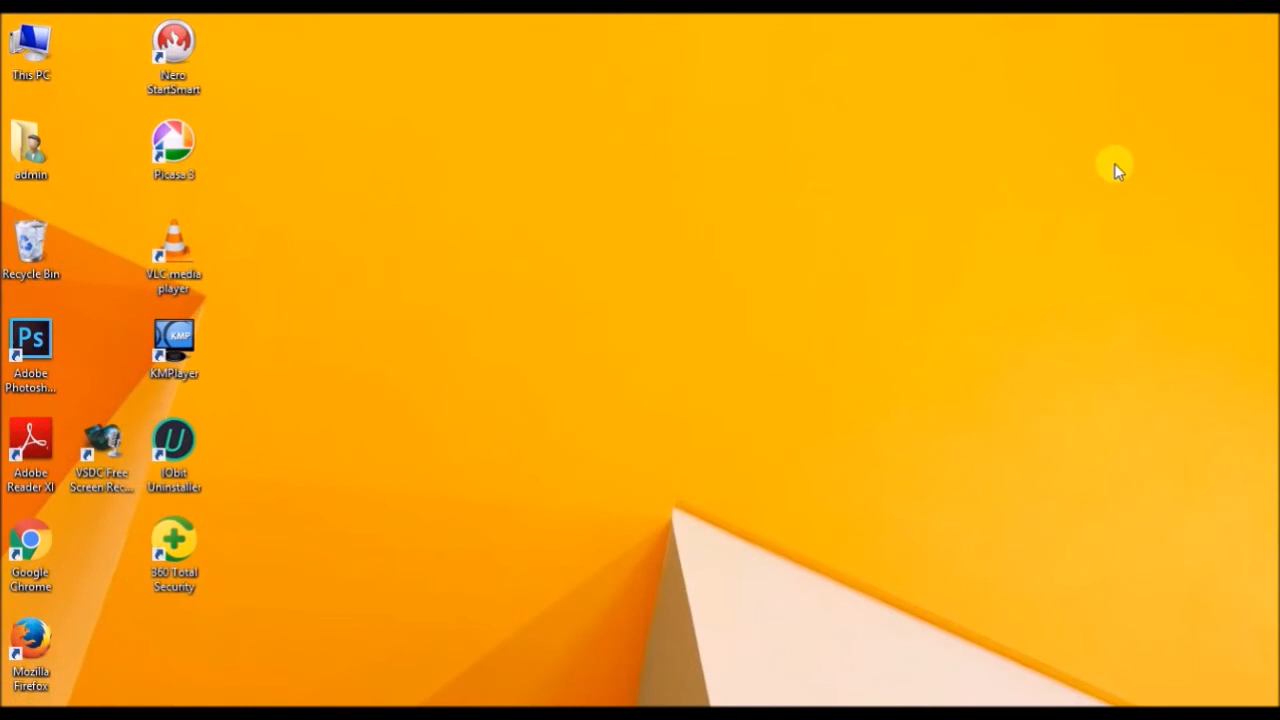 This PC
Nero
StartSmart
admin
Picasa 3
Recycle Bin
VLC media
player
Ps
Adobe
Photosh...
KMP
KMPlayer
Adobe
Reader XI
VSDC Free
Screen Rec...
U
IObit
Uninstaller
Google
Chrome
360 Total
Security
Mozilla
Firefox